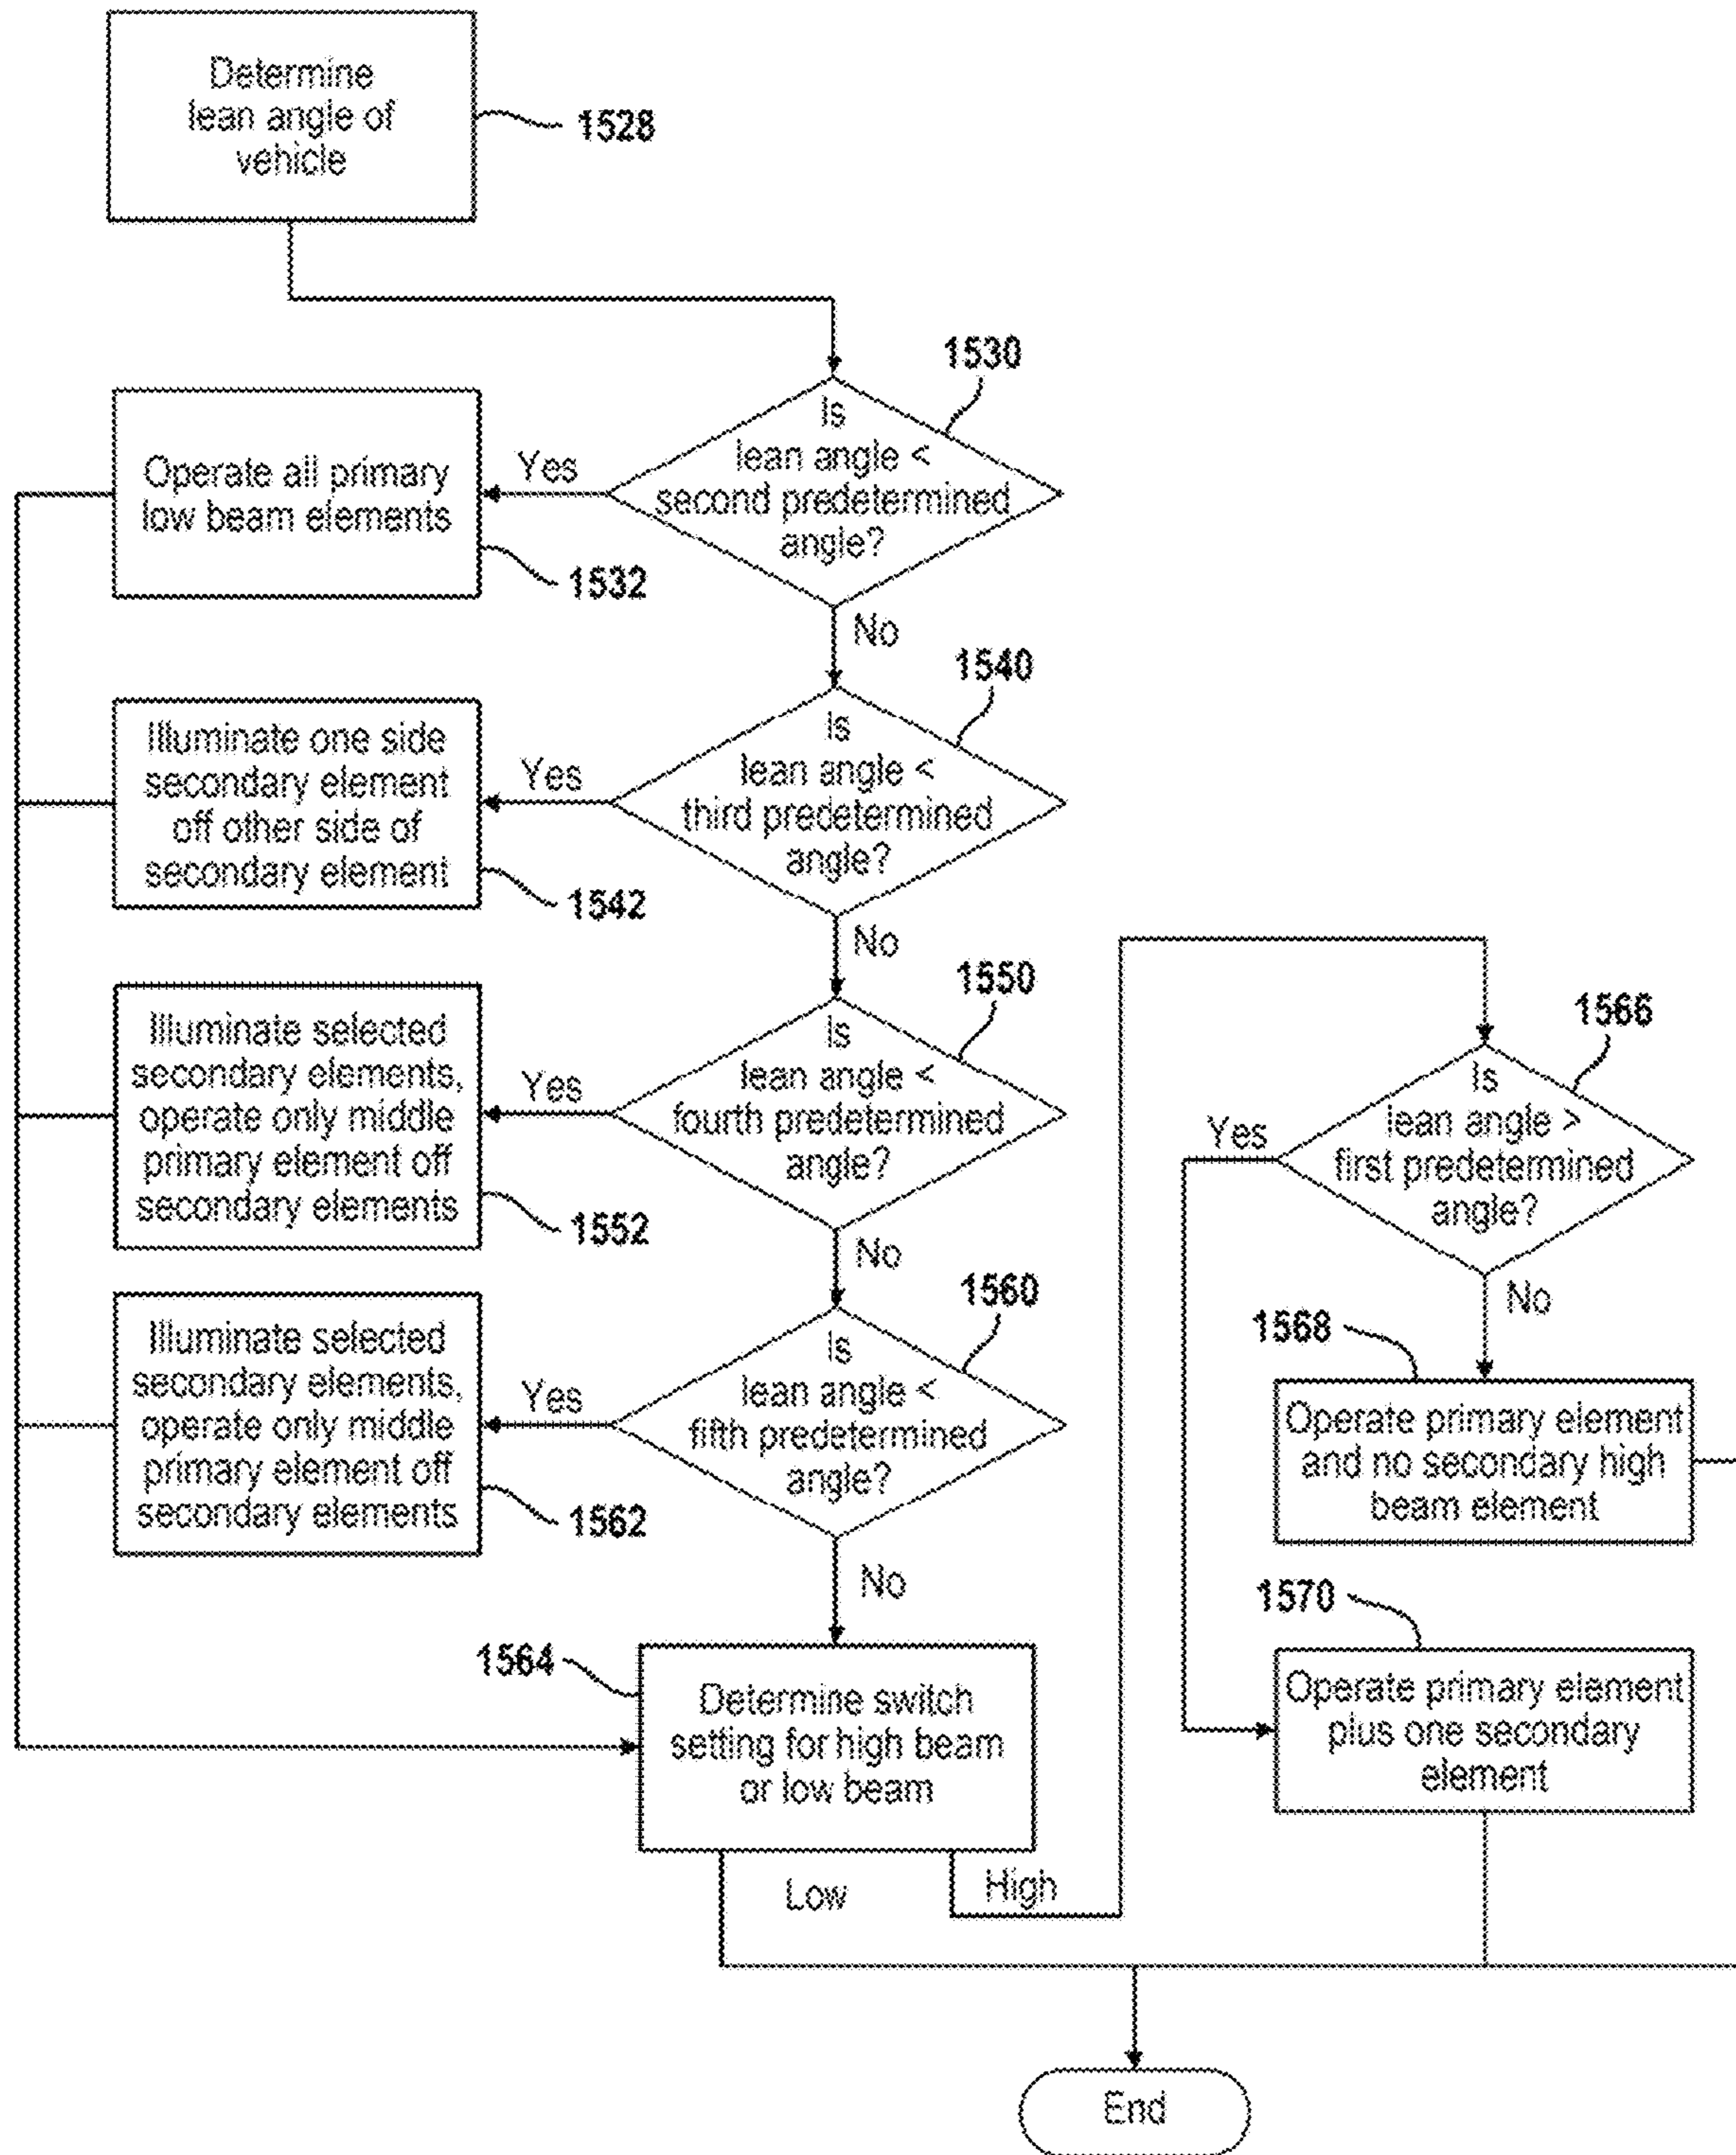 Determine
lean angle of
vehicle
1528
1530
Is
lean angle <
second predetermined
angle?
Yes
Operate all primary
low beam elements
1532
No
1540
Is
lean angle <
third predetermined
angle?
Yes
Illuminate one side
secondary element
off other side of
secondary element
1542
No
1550
Is
lean angle <
fourth predetermined
angle?
Yes
Illuminate selected
secondary elements,
operate only middle
primary element off
secondary elements
1552
No
1560
Is
lean angle <
fifth predetermined
angle?
Yes
Illuminate selected
secondary elements,
operate only middle
primary element off
secondary elements
1562
No
1564
Determine switch
setting for high beam
or low beam
Low
High
1566
Is
lean angle >
first predetermined
angle?
Yes
No
1568
Operate primary element
and no secondary high
beam element
1570
Operate primary element
plus one secondary
element
End